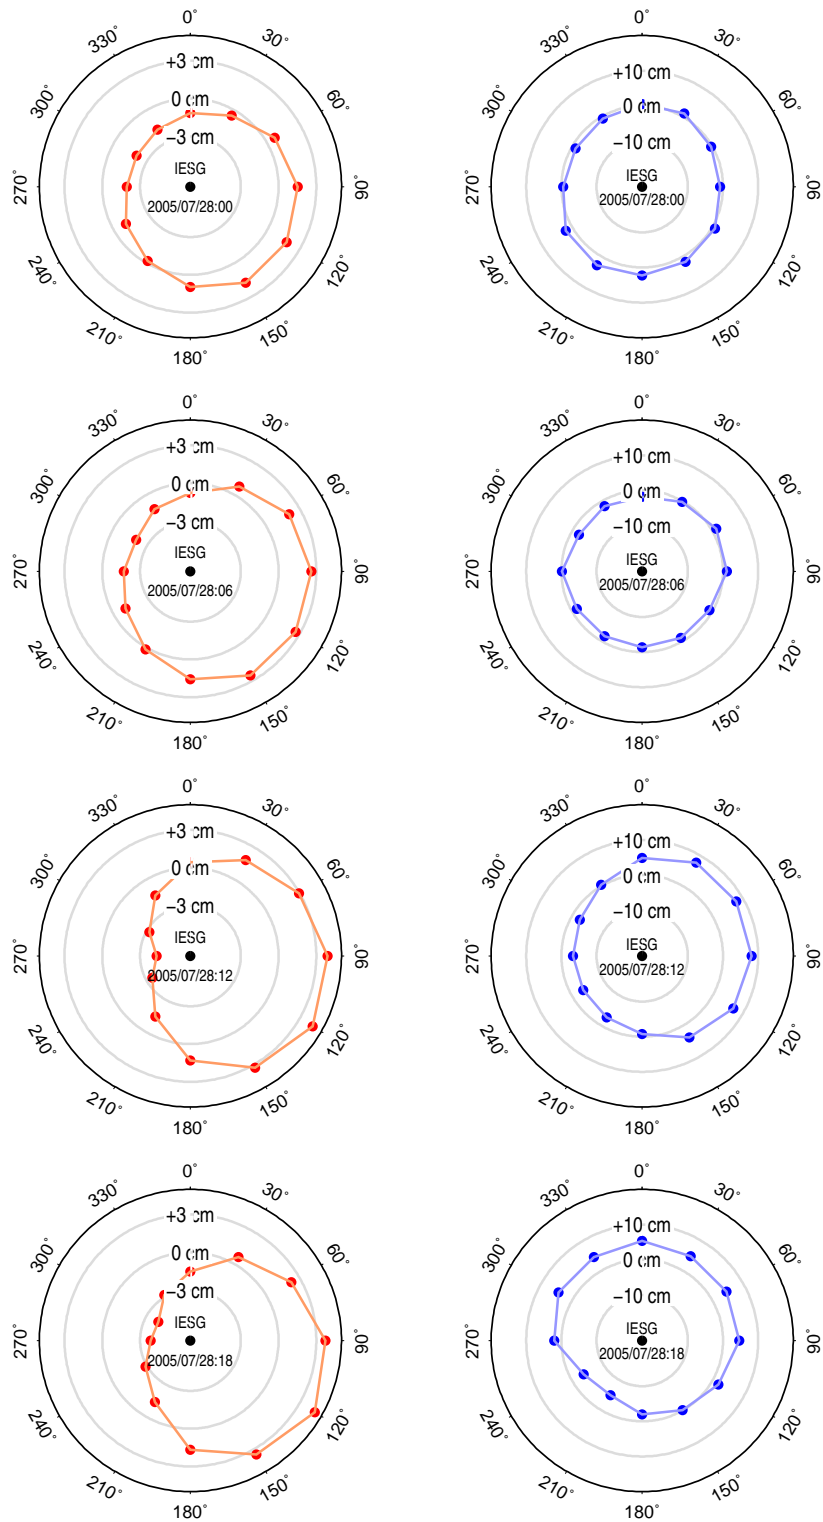 0° 0°
330° 30° 330° 30°
+3 cm +10 cm
300° 60° 300° 60°
0 cm 0 cm
−3 cm −10 cm
IESG IESG
270° 90° 270° 90°
2005/07/28:00 2005/07/28:00
240° 120° 240° 120°
210° 150° 210° 150°
180° 180°
0° 0°
330° 30° 330° 30°
+3 cm +10 cm
300° 60° 300° 60°
0 cm 0 cm
−3 cm −10 cm
IESG IESG
270° 90° 270° 90°
2005/07/28:06 2005/07/28:06
240° 120° 240° 120°
210° 150° 210° 150°
180° 180°
0° 0°
330° 30° 330° 30°
+3 cm +10 cm
300° 60° 300° 60°
0 cm 0 cm
−3 cm −10 cm
IESG IESG
270° 90° 270° 90°
2005/07/28:12 2005/07/28:12
240° 120° 240° 120°
210° 150° 210° 150°
180° 180°
0° 0°
330° 30° 330° 30°
+3 cm +10 cm
300° 60° 300° 60°
0 cm 0 cm
−3 cm −10 cm
IESG IESG
270° 90° 270° 90°
2005/07/28:18 2005/07/28:18
240° 120° 240° 120°
210° 150° 210° 150°
180° 180°